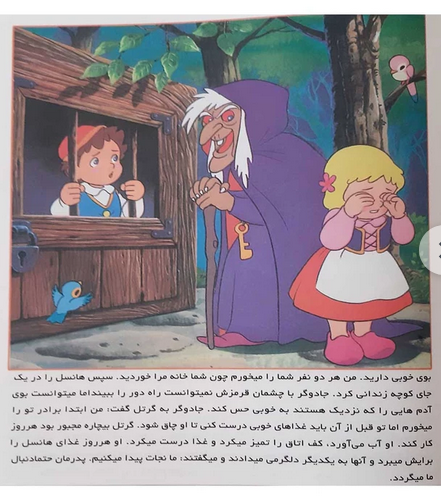 بوی خوبی دارید. من هر دو نفر شما را میخورم چون شما خانه مرا خوردید. سپس هانسل را در یک
جای کوچه زندانی کرد. جادوگر با چشمان قرمزش نمیتوانست راه دور را ببینداما میتوانست بوی
آدم هایی را که نزدیک هستند به خوبی حس کند. جادوگر به گرتل گفت: من ابتدا برادر تو را
میخورم اما تو قبل از آن باید غذاهای خوبی درست کنی تا او چاق شود. گرتل بیچاره مجبور بود هرروز
کار کند. او آب می‌آورد، کف اتاق را تمیز میکرد و غذا درست میکرد. او هرروز غذای هانسل را
برایش میبرد و آنها به یکدیگر دلگرمی میدادند و میگفتند: ما نجات پیدا میکنیم. پدرمان حتمادنبال
ما میگردد.